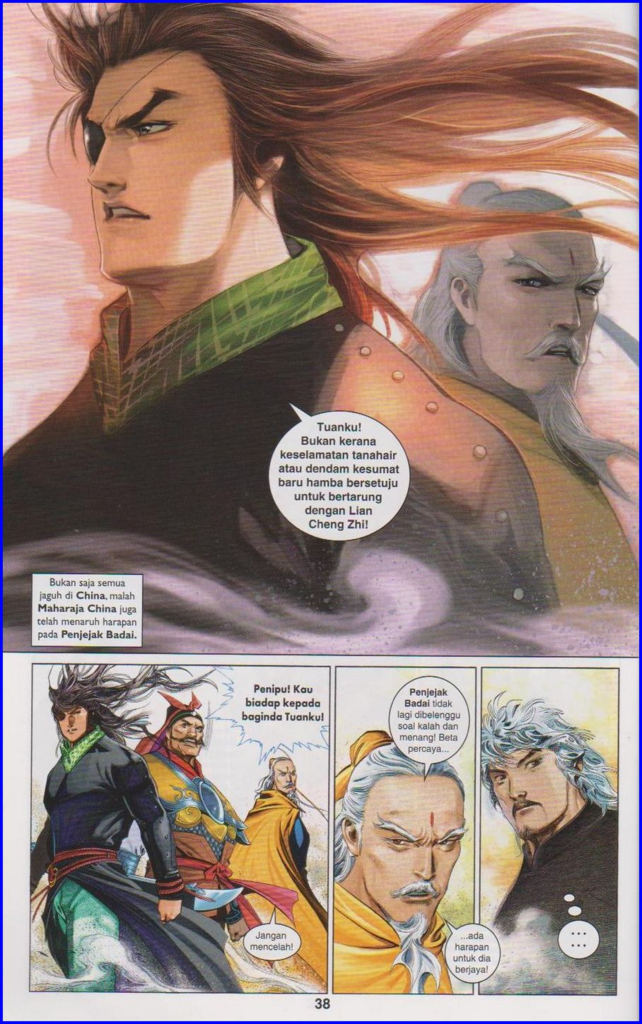 Tuanku!
Bukan kerana
keselamatan tanahair
atau dendam kesumat
baru hamba bersetuju
untuk bertarung
dengan Lian
Cheng Zhi!
Bukan saja semua
jaguh di China, malah
Maharaja China juga
telah menaruh harapan
pada Penjejak Badai.
Penipu! Kau
biadap kepada
baginda Tuanku!
Jangan
mencelah!
Penjejak
Badai tidak
lagi dibelenggu
soal kalah dan
menang! Beta
percaya...
...ada
harapan
untuk dia
berjaya!
...
...
38